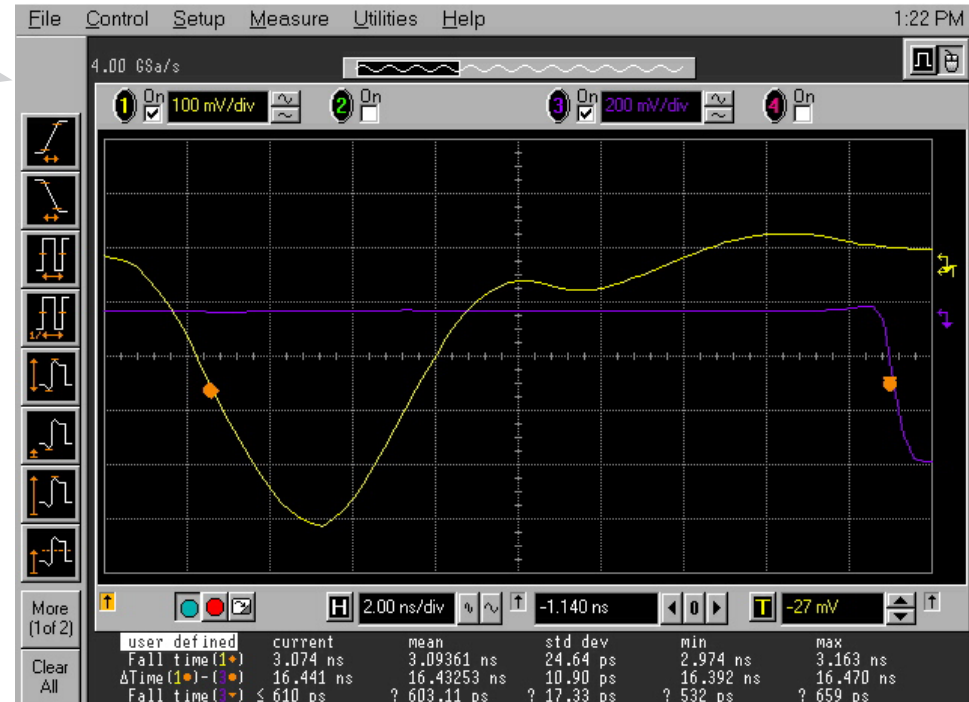 File Control Setup Measure Utilities Help 1:22 PM
4.00 GSa/s
1 On 100 mV/div 2 On 3 On 200 mV/div 4 On
T
More
(1of 2)
Clear
All
H 2.00 ns/div -1.140 ns 0 T -27 mV
user defined current mean std dev min max
Fall time(1) 3.074 ns 3.09361 ns 24.64 ps 2.974 ns 3.163 ns
ΔTime(1)-(3) 16.441 ns 16.43253 ns 10.90 ps 16.392 ns 16.470 ns
Fall time(3) ≤ 610 ps ? 603.11 ps ? 17.33 ps ? 532 ps ? 659 ps